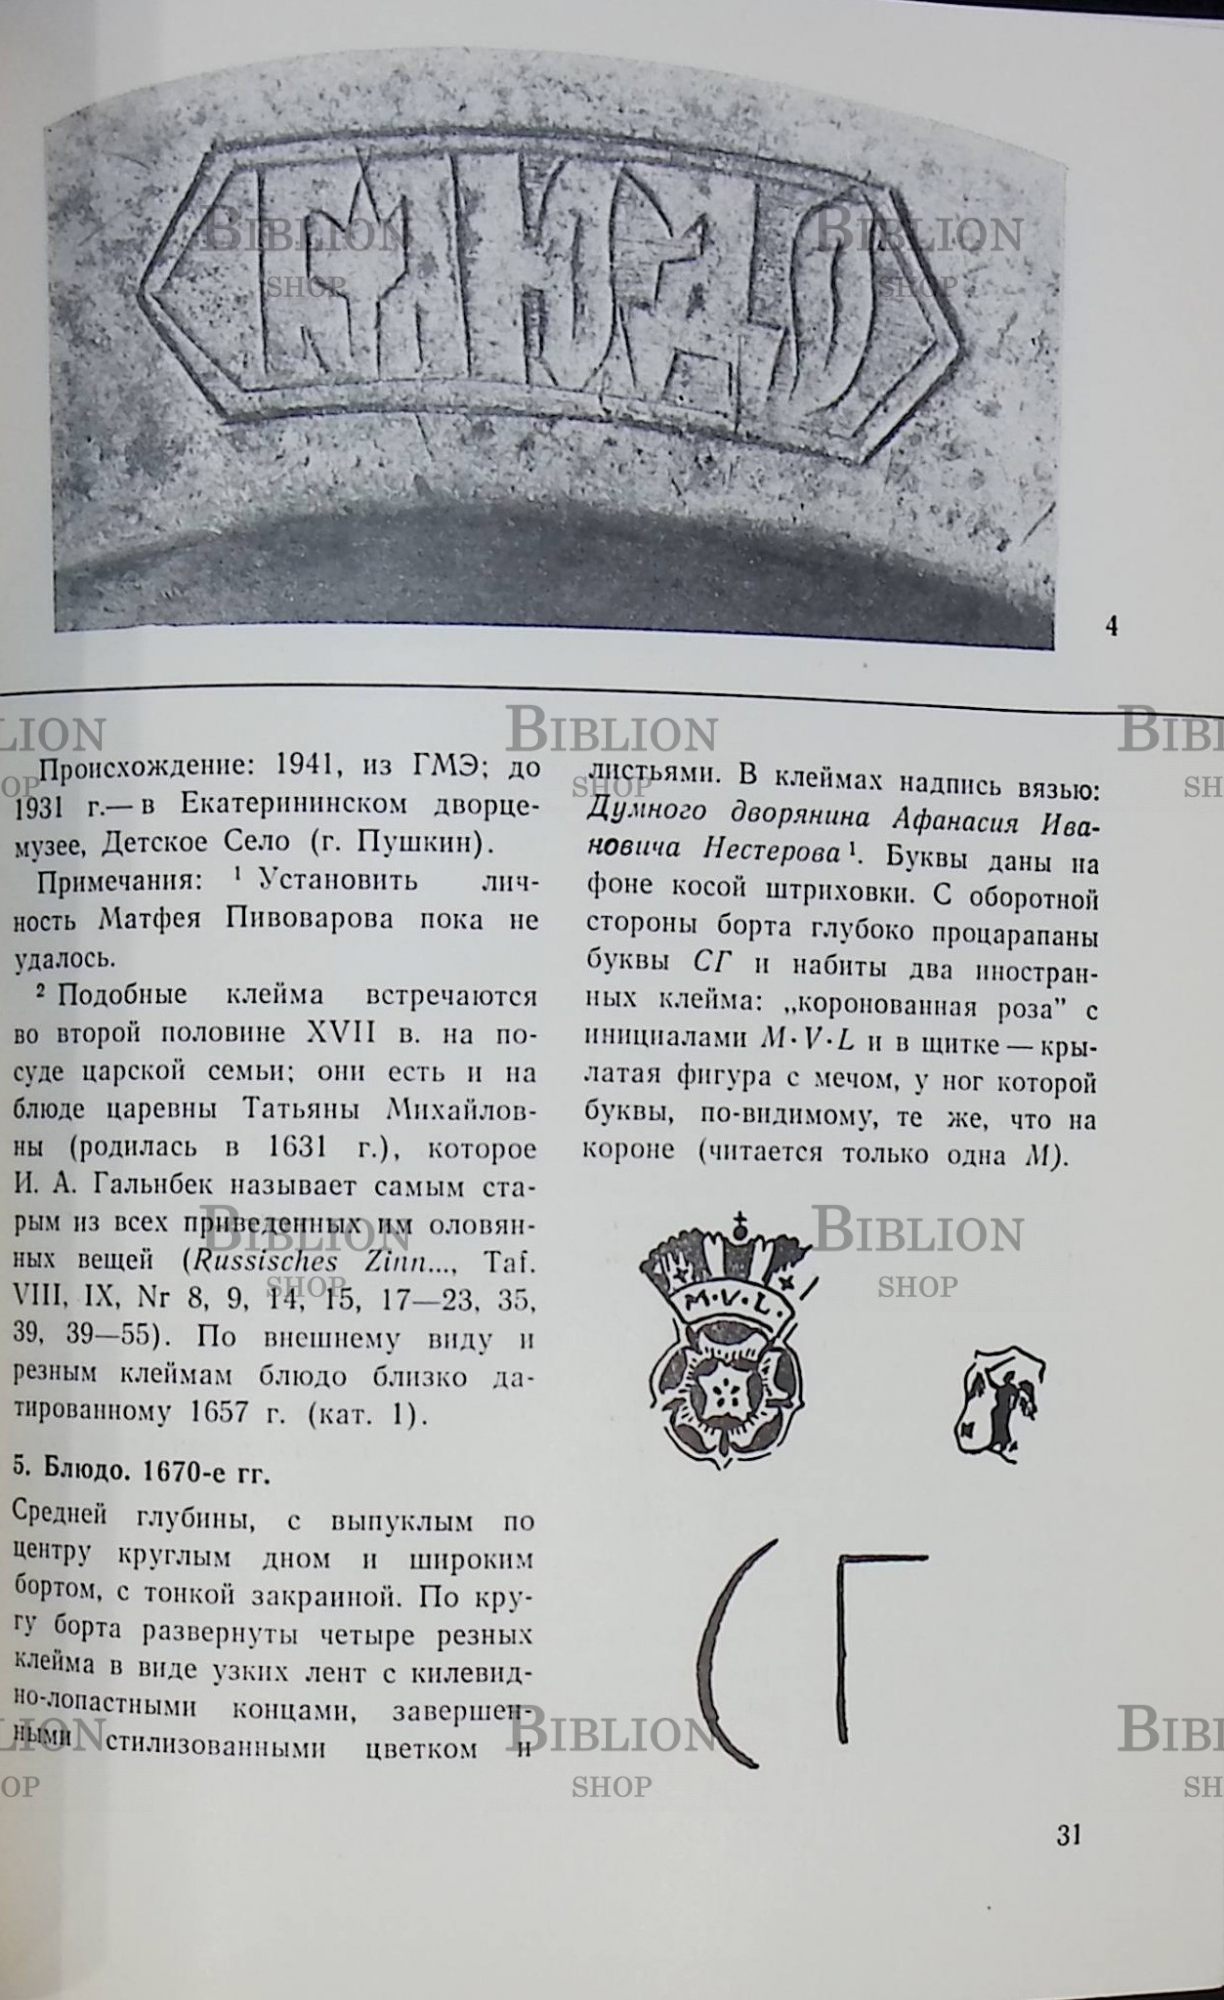 4
Происхождение: 1941, из ГМЭ; до
1931 г.— в Екатерининском дворце-
музее, Детское Село (г. Пушкин).
Примечания: ¹ Установить лич-
ность Матфея Пивоварова пока не
удалось.
² Подобные клейма встречаются
во второй половине XVII в. на по-
суде царской семьи; они есть и на
блюде царевны Татьяны Михайлов-
ны (родилась в 1631 г.), которое
И. А. Гальнбек называет самым ста-
рым из всех приведенных им оловян-
ных вещей (Russisches Zinn..., Taf.
VIII, IX, Nr 8, 9, 14, 15, 17—23, 35,
39, 39—55). По внешнему виду и
резным клеймам блюдо близко да-
тированному 1657 г. (кат. 1).
5. Блюдо. 1670-е гг.
Средней глубины, с выпуклым по
центру круглым дном и широким
бортом, с тонкой закраиной. По кру-
гу борта развернуты четыре резных
клейма в виде узких лент с килевид-
но-лопастными концами, завершен-
ными стилизованными цветком и
листьями. В клеймах надпись вязью:
Думного дворянина Афанасия Ива-
новича Нестерова ¹. Буквы даны на
фоне косой штриховки. С оборотной
стороны борта глубоко процарапаны
буквы СГ и набиты два иностран-
ных клейма: „коронованная роза" с
инициалами M·V·L и в щитке — кры-
латая фигура с мечом, у ног которой
буквы, по-видимому, те же, что на
короне (читается только одна M).
M·V·L·
M
СГ
31
BIBLION
SHOP